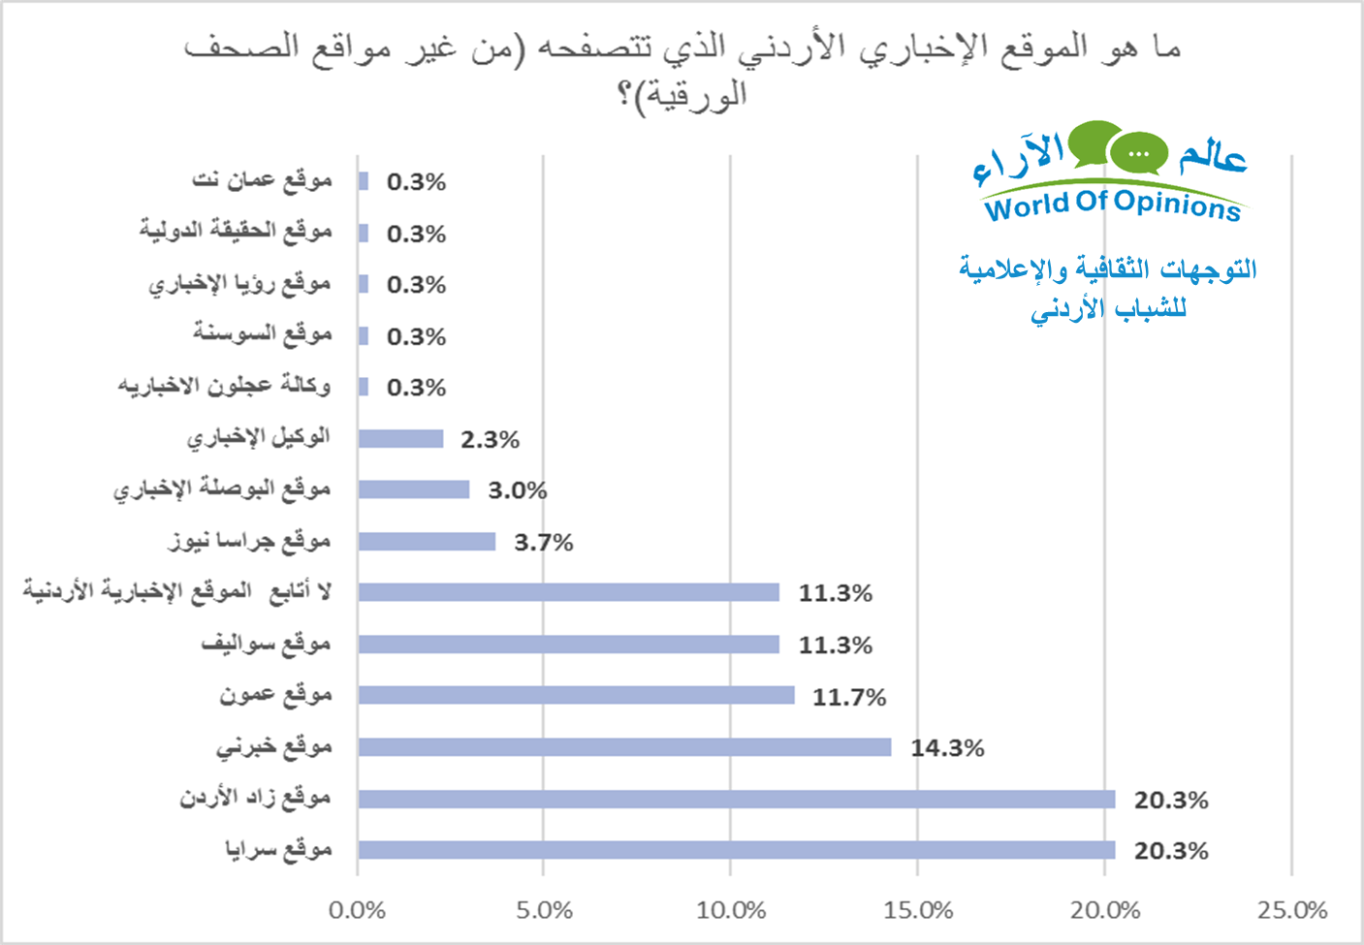 ما هو الموقع الإخباري الأردني الذي تتصفحه (من غير مواقع الصحف
الورقية)؟
عالم الآراء
World Of Opinions
التوجهات الثقافية والإعلامية
للشباب الأردني
موقع عمان نت 0.3%
موقع الحقيقة الدولية 0.3%
موقع رؤيا الإخباري 0.3%
موقع السوسنة 0.3%
وكالة عجلون الاخباريه 0.3%
الوكيل الإخباري 2.3%
موقع البوصلة الإخباري 3.0%
موقع جراسا نيوز 3.7%
لا أتابع الموقع الإخبارية الأردنية 11.3%
موقع سواليف 11.3%
موقع عمون 11.7%
موقع خبرني 14.3%
موقع زاد الأردن 20.3%
موقع سرايا 20.3%
0.0% 5.0% 10.0% 15.0% 20.0% 25.0%